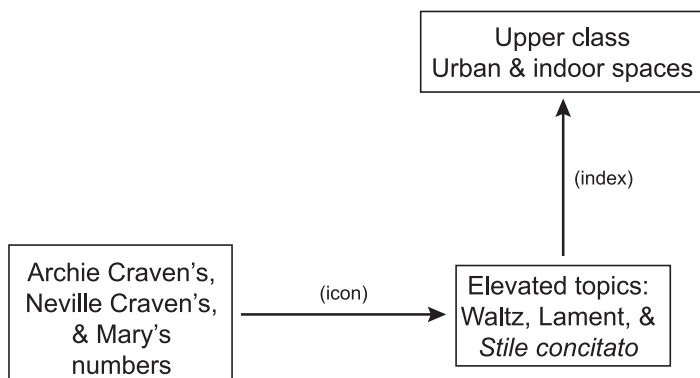 Upper class
Urban & indoor spaces
(index)
Archie Craven's,
Neville Craven's,
& Mary's
numbers
(icon)
Elevated topics:
Waltz, Lament, &
Stile concitato